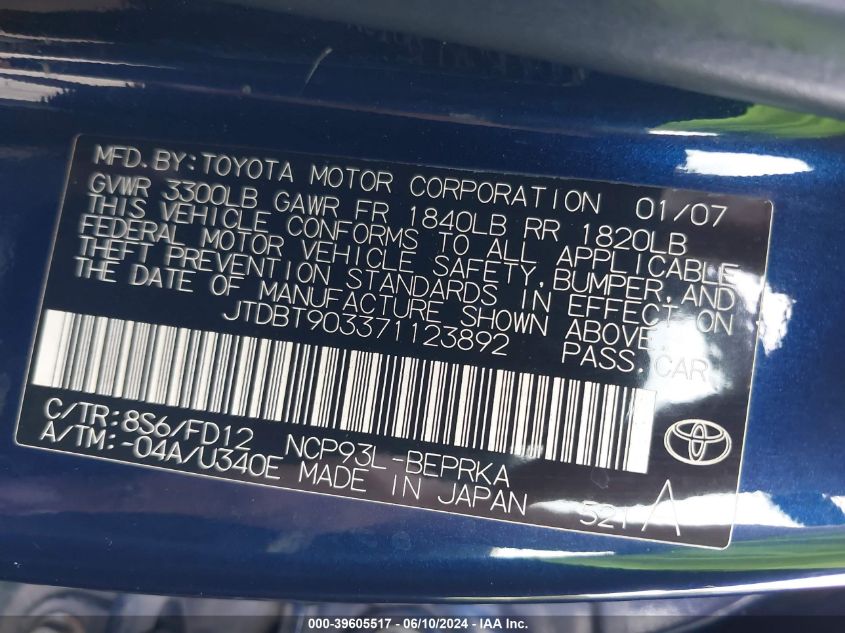 MFD.BY:TOYOTA MOTOR CORPORATION 01/07
GVWR 3300LB GAWR FR 1840LB RR 1820LB
THIS VEHICLE CONFORMS TO ALL APPLICABLE
FEDERAL MOTOR VEHICLE SAFETY,BUMPER,AND
THEFT PREVENTION STANDARDS IN EFFECT ON
THE DATE OF MANUFACTURE SHOWN ABOVE.
JTDBT903371123892 PASS.CAR
C/TR:8S6/FD12 NCP93L-BEPRKA
A/TM:-04A/U340E MADE IN JAPAN
A
000-39605517 - 06/10/2024 - IAA Inc.